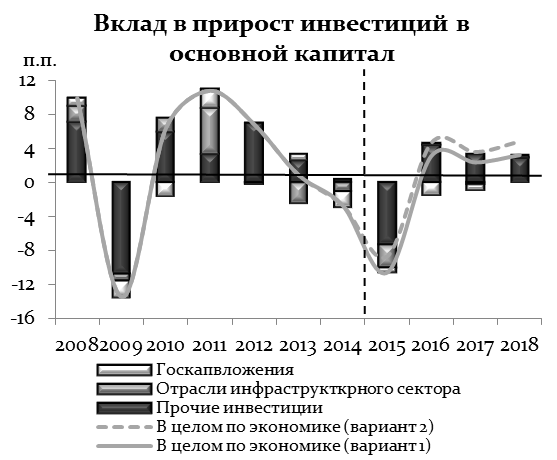 Вклад в прирост инвестиций в
основной капитал
п.п.
12
8
4
0
-4
-8
-12
-16
2008 2009 2010 2011 2012 2013 2014 2015 2016 2017 2018
Госкапвложения
Отрасли инфраструкткрного сектора
Прочие инвестиции
В целом по экономике (вариант 2)
В целом по экономике (вариант 1)